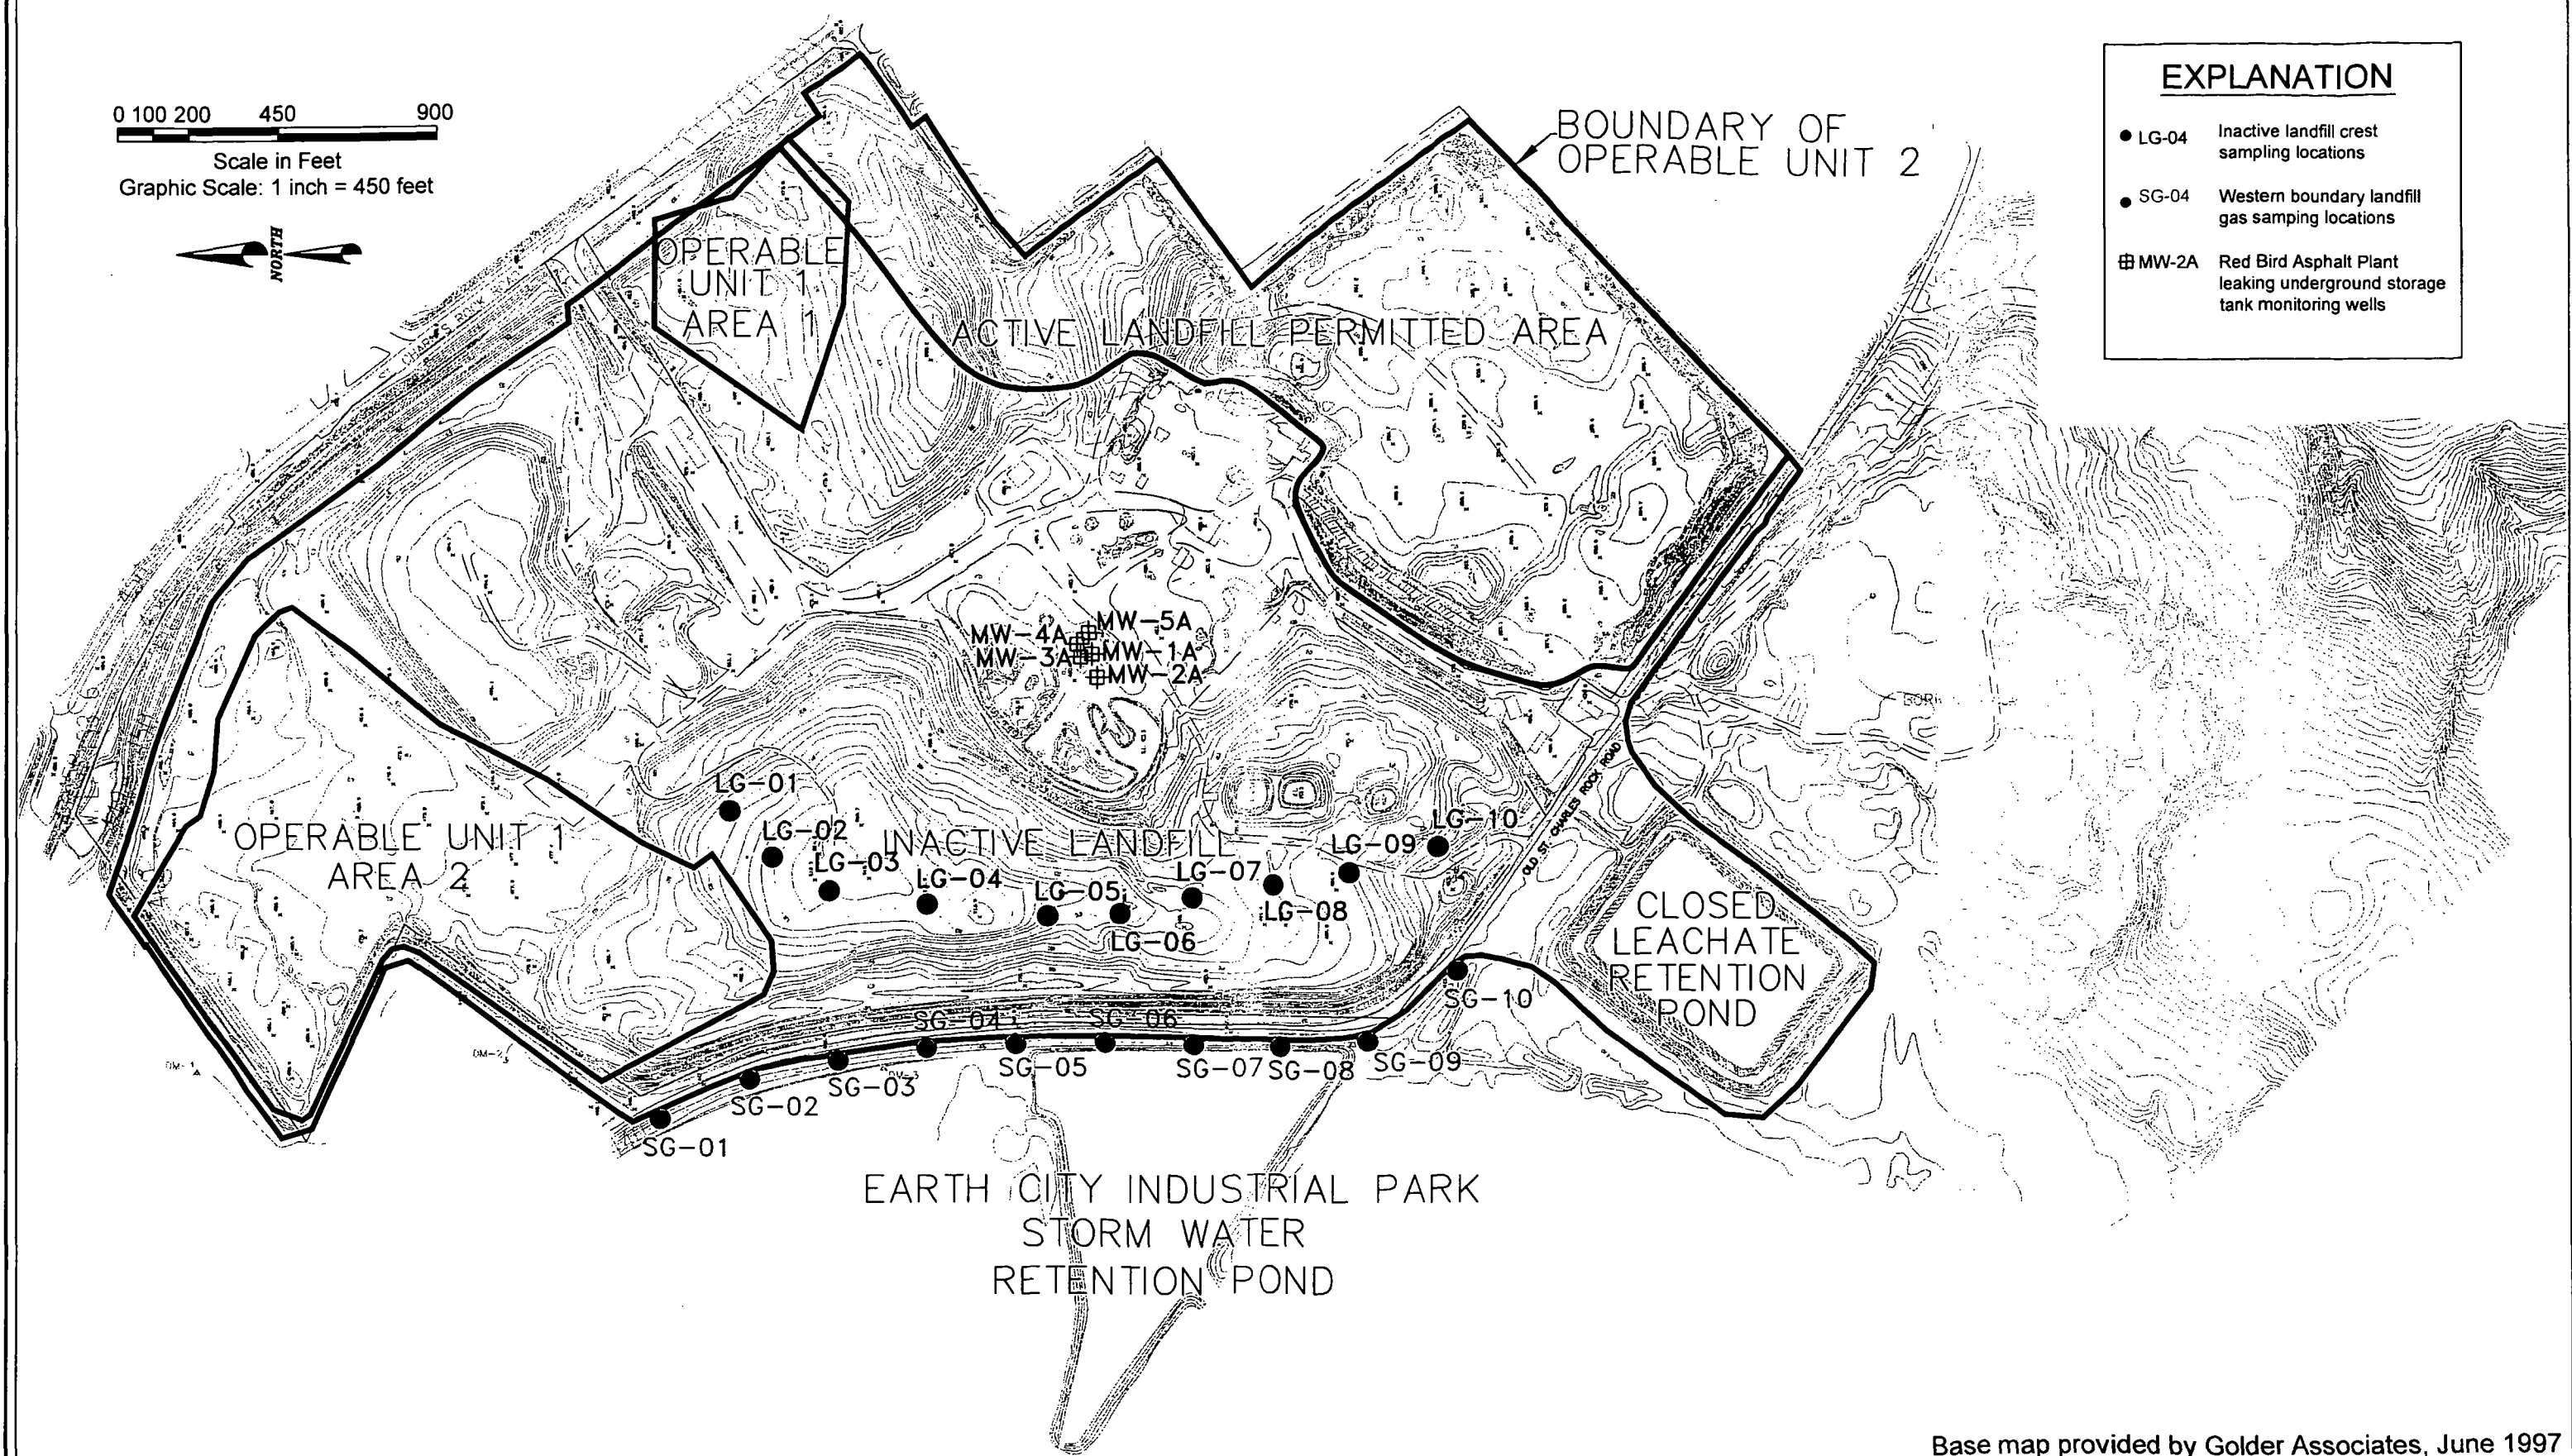 0 100 200 450 900
Scale in Feet
Graphic Scale: 1 inch = 450 feet
NORTH
EXPLANATION
LG-04 Inactive landfill crest
sampling locations
SG-04 Western boundary landfill
gas samping locations
MW-2A Red Bird Asphalt Plant
leaking underground storage
tank monitoring wells
BOUNDARY OF
OPERABLE UNIT 2
OPERABLE
UNIT 1
AREA 1
ACTIVE LANDFILL PERMITTED AREA
MW-4A
MW-5A
MW-3A
MW-1A
MW-2A
OPERABLE UNIT 1
AREA 2
INACTIVE LANDFILL
LG-01
LG-02
LG-03
LG-04
LG-05
LG-06
LG-07
LG-08
LG-09
LG-10
OLD ST. CHARLES ROCK ROAD
CLOSED
LEACHATE
RETENTION
POND
SG-01
SG-02
SG-03
SG-04
SG-05
SG-06
SG-07
SG-08
SG-09
SG-10
EARTH CITY INDUSTRIAL PARK
STORM WATER
RETENTION POND
Base map provided by Golder Associates, June 1997